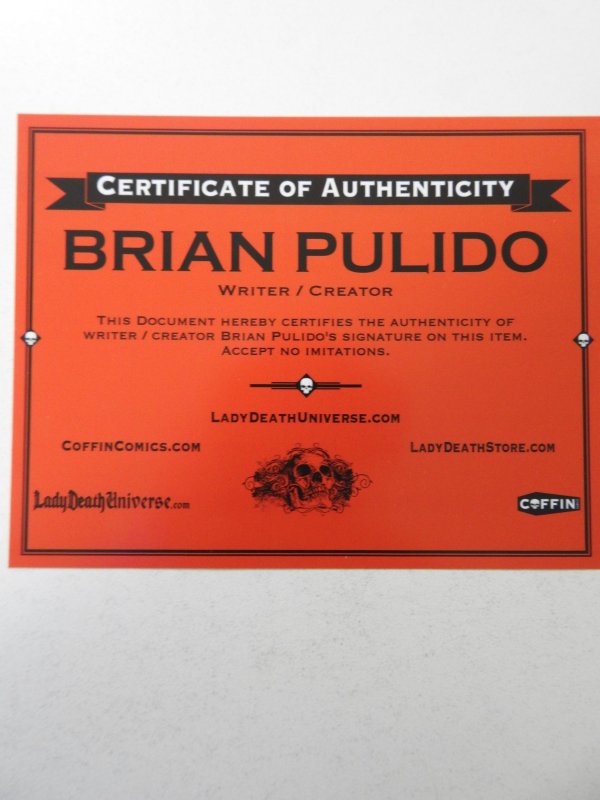 CERTIFICATE OF AUTHENTICITY
BRIAN PULIDO
WRITER / CREATOR
THIS DOCUMENT HEREBY CERTIFIES THE AUTHENTICITY OF
WRITER / CREATOR BRIAN PULIDO'S SIGNATURE ON THIS ITEM.
ACCEPT NO IMITATIONS.
LADYDEATHUNIVERSE.COM
COFFINCOMICS.COM
LADYDEATHSTORE.COM
LadyDeathUniverse.com
COFFIN